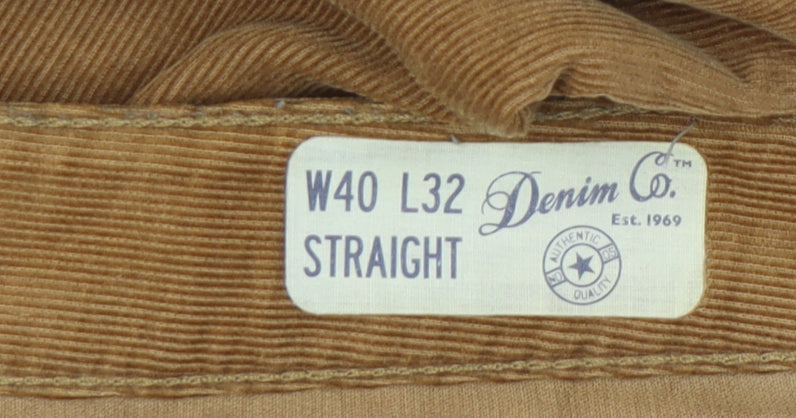 W40 L32
STRAIGHT
Denim Co.™
Est. 1969
AUTHENTIC
QUALITY